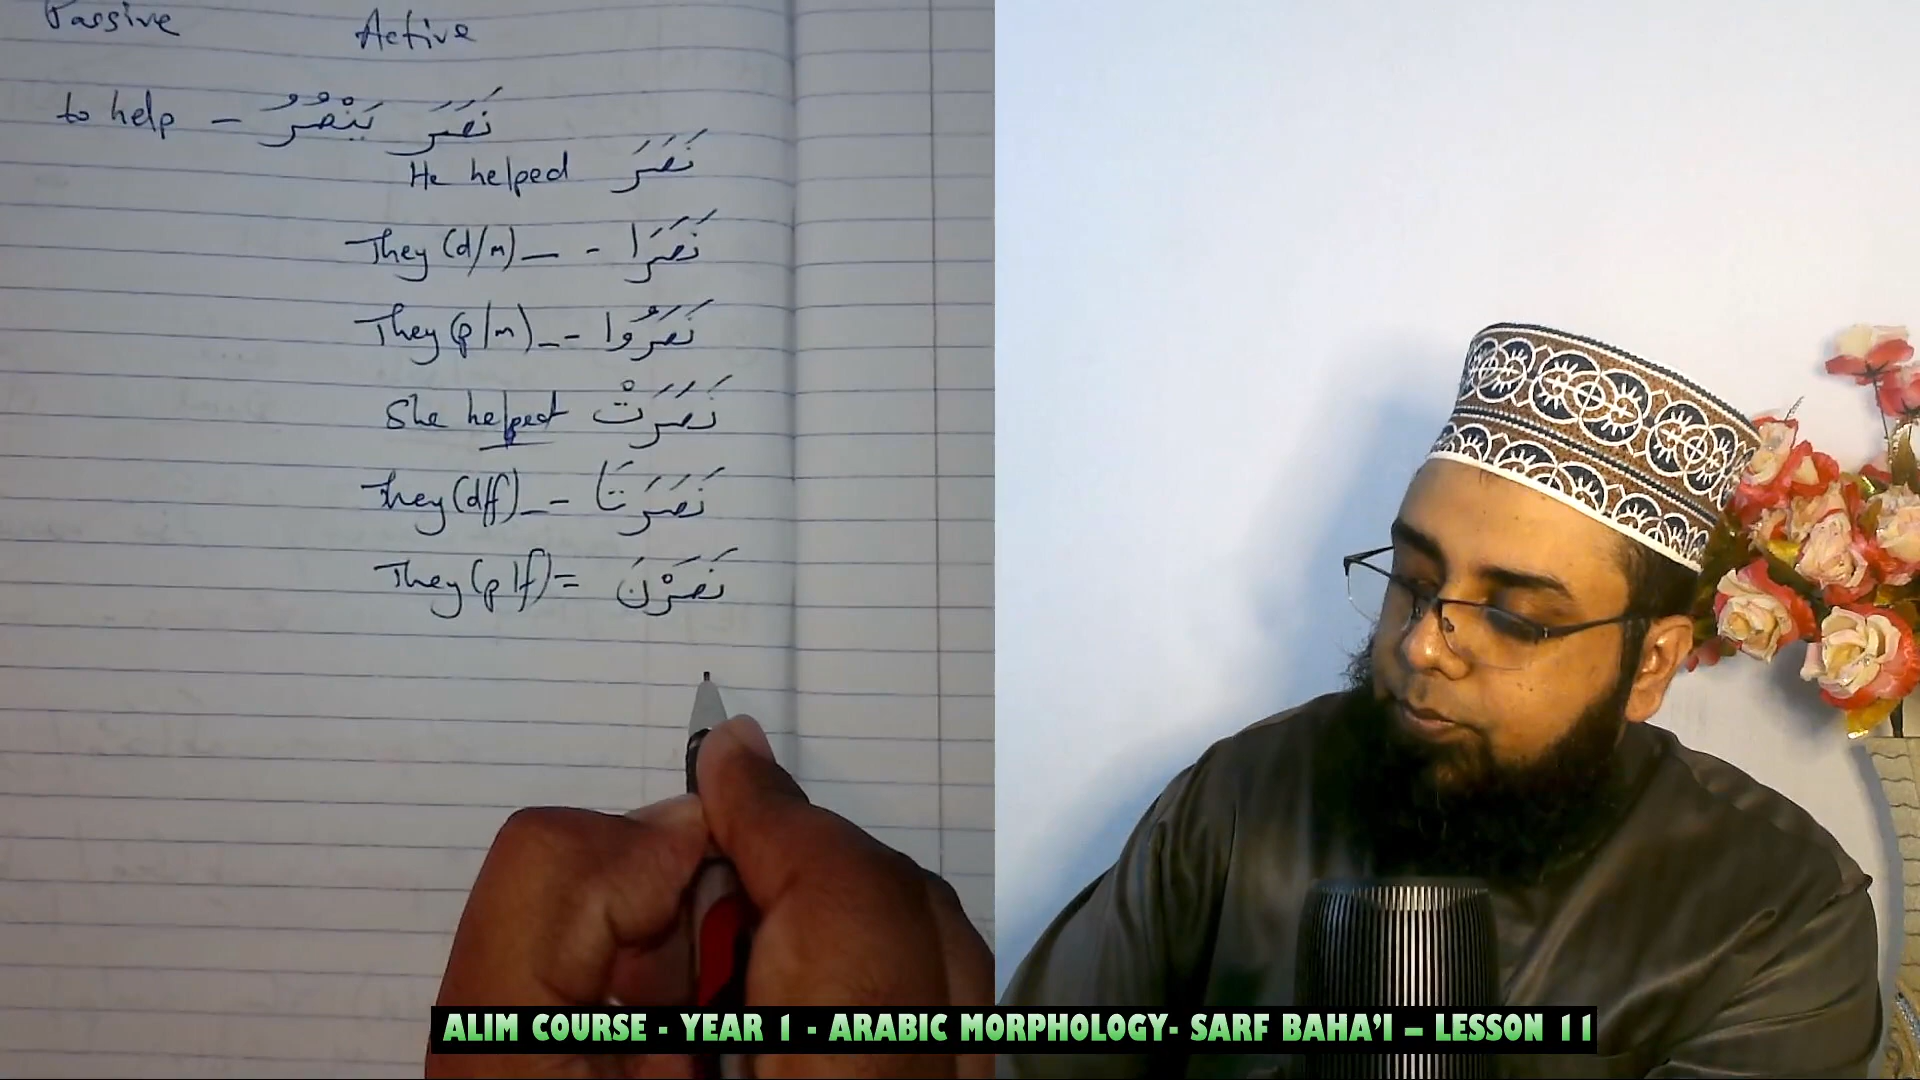 Passive Active
to help – نَصَرَ يَنْصُرُ
He helped نَصَرَ
They (d/m) – - نَصَرَا
They (p/m) – - نَصَرُوا
She helped نَصَرَتْ
They (d/f) – - نَصَرَتَا
They (p/f) = نَصَرْنَ
ALIM COURSE - YEAR 1 - ARABIC MORPHOLOGY- SARF BAHA’I – LESSON 11